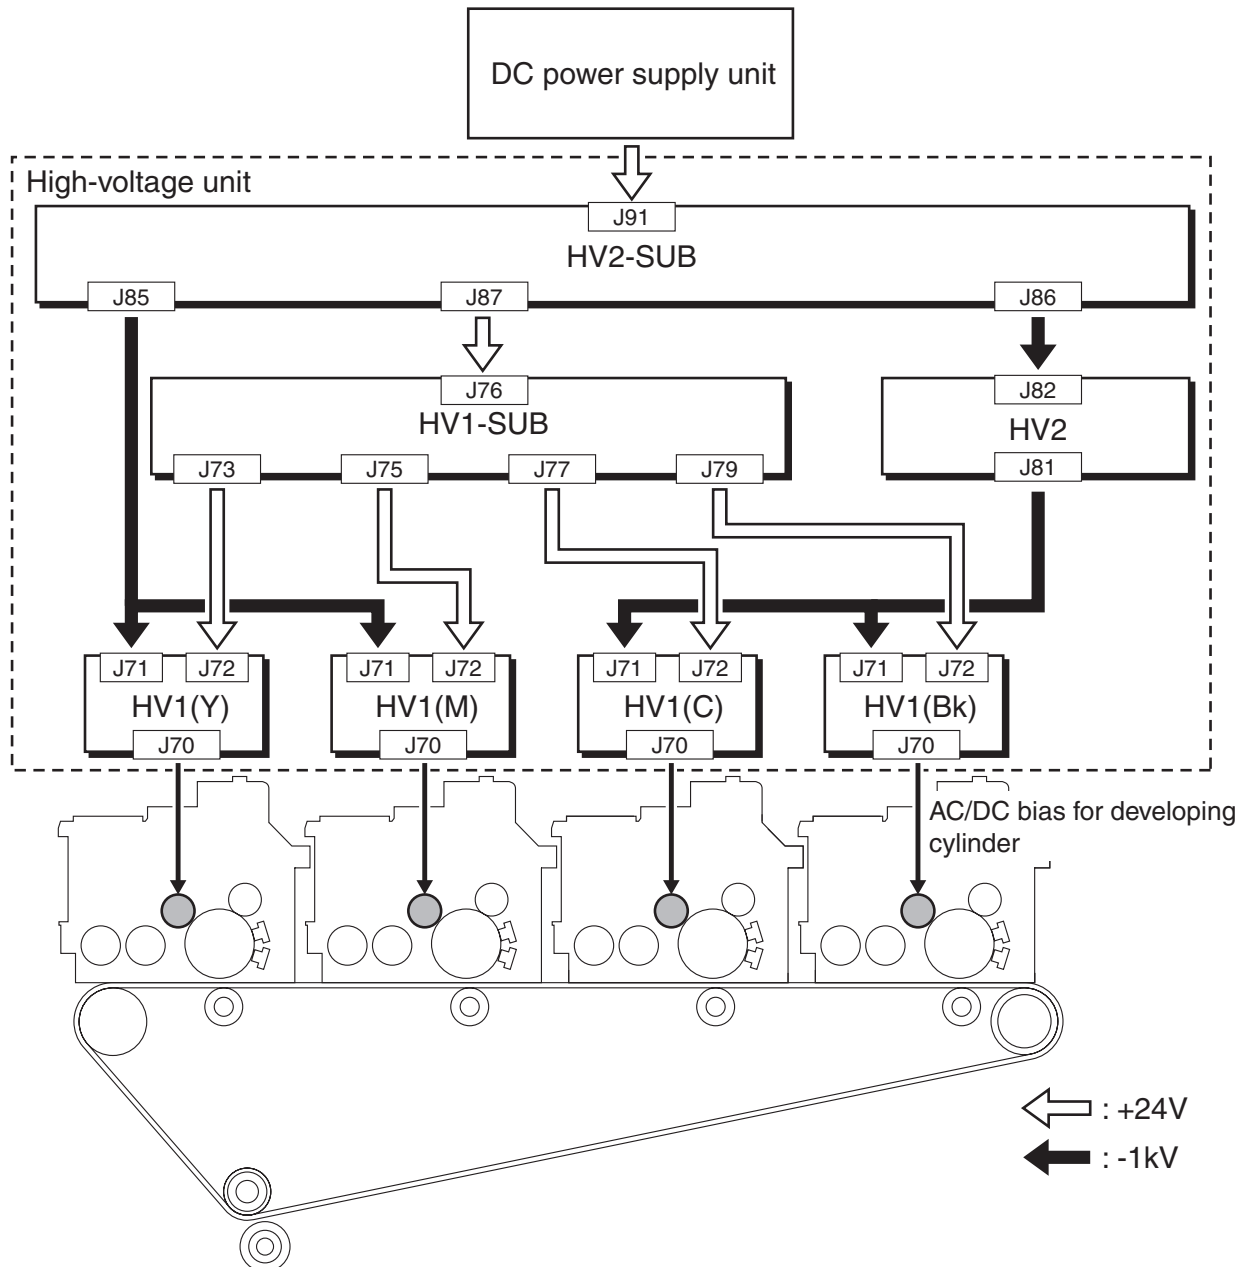 DC power supply unit
High-voltage unit
J91
HV2-SUB
J85 J87 J86
J76 J82
HV1-SUB HV2
J73 J75 J77 J79 J81
J71 J72 J71 J72 J71 J72 J71 J72
HV1(Y) HV1(M) HV1(C) HV1(Bk)
J70 J70 J70 J70
AC/DC bias for developing
cylinder
: +24V
: -1kV